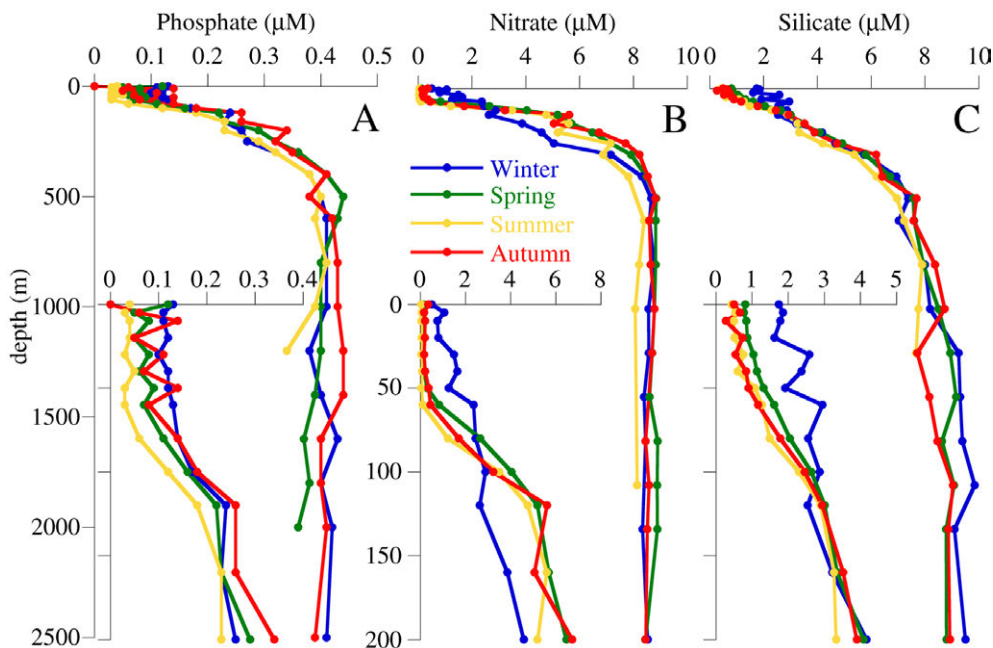 Phosphate (µM) Nitrate (µM) Silicate (µM)
0 0.1 0.2 0.3 0.4 0.5 0 2 4 6 8 10 0 2 4 6 8 10
0
A B C
Winter
500
Spring
Summer
Autumn
0 0.1 0.2 0.3 0.4 0 2 4 6 8 0 1 2 3 4 5
depth (m)
1000 0
50
1500
100
2000
150
2500 200